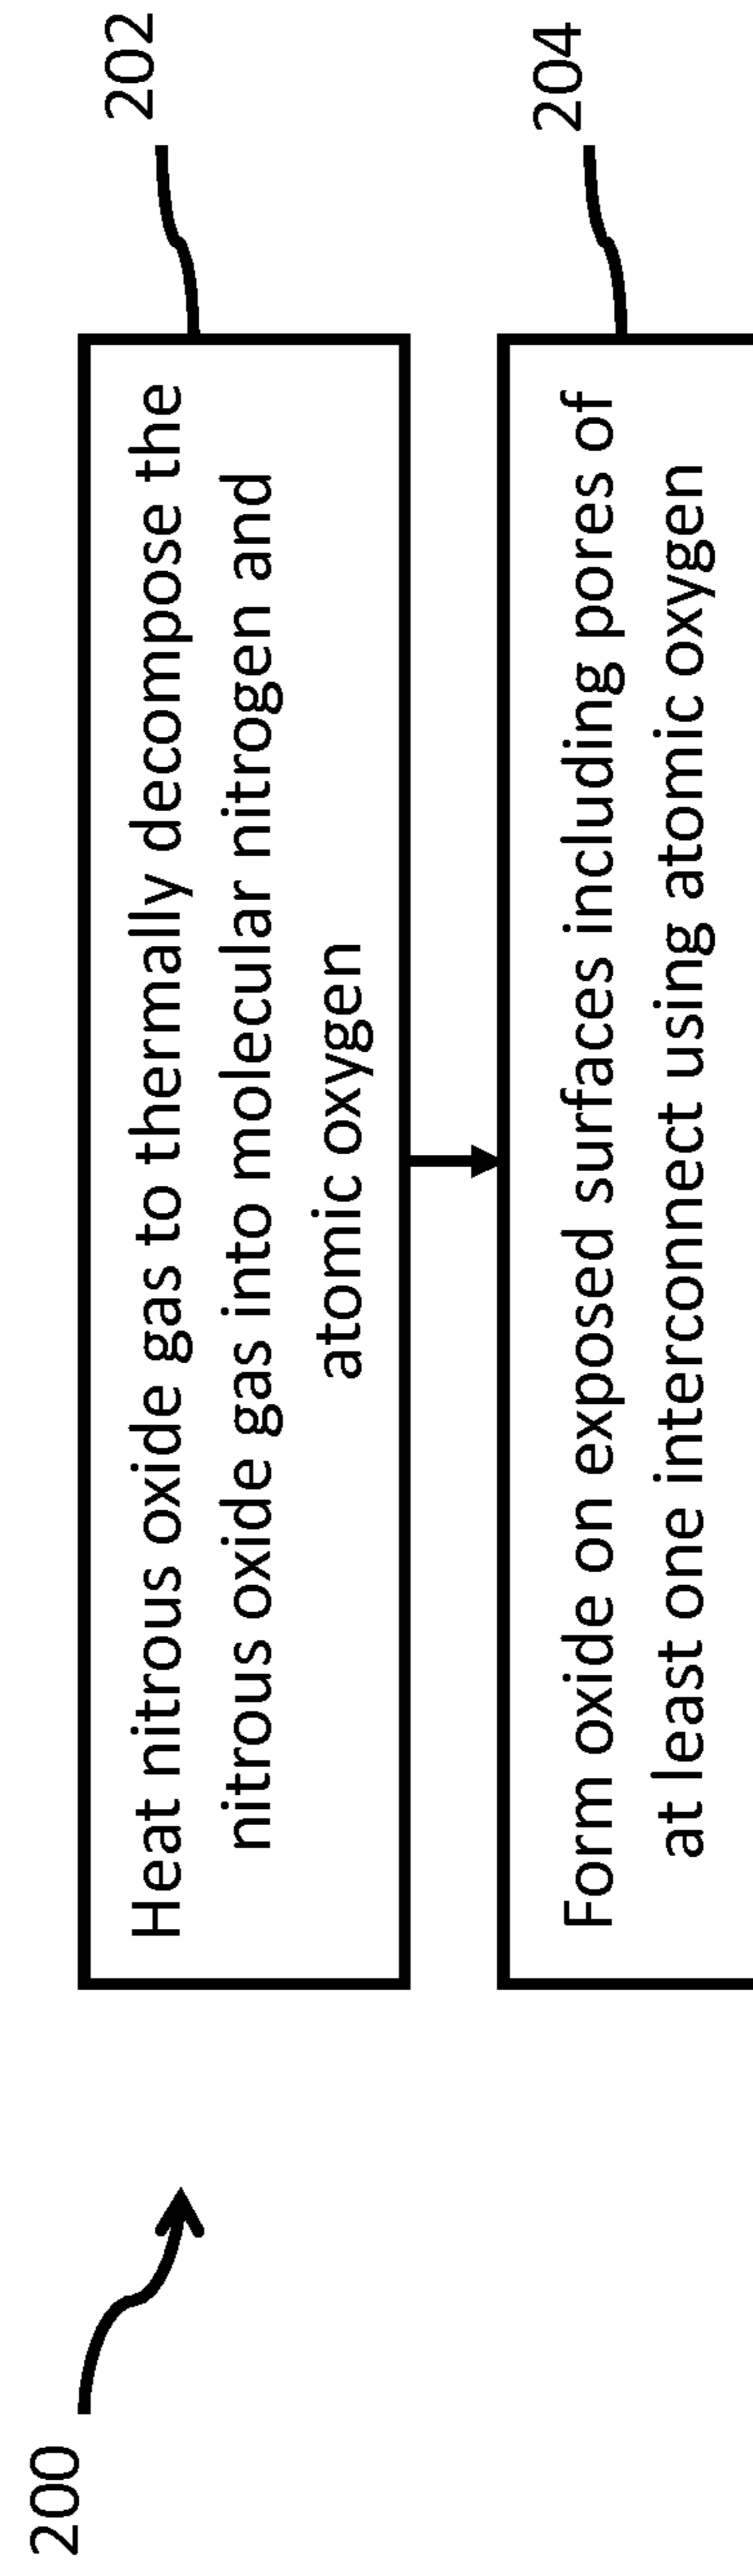 200
202
Heat nitrous oxide gas to thermally decompose the
nitrous oxide gas into molecular nitrogen and
atomic oxygen
204
Form oxide on exposed surfaces including pores of
at least one interconnect using atomic oxygen